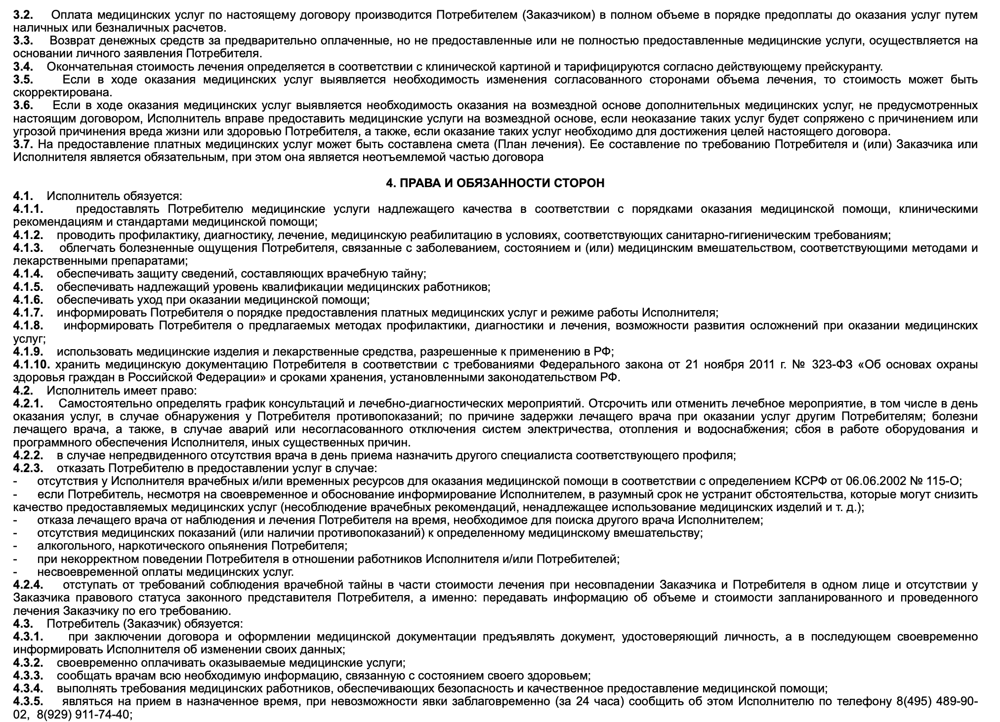 3.2. Оплата медицинских услуг по настоящему договору производится Потребителем (Заказчиком) в полном объеме в порядке предоплаты до оказания услуг путем
наличных или безналичных расчетов.
3.3. Возврат денежных средств за предварительно оплаченные, но не предоставленные или не полностью предоставленные медицинские услуги, осуществляется на
основании личного заявления Потребителя.
3.4. Окончательная стоимость лечения определяется в соответствии с клинической картиной и тарифицируются согласно действующему прейскуранту.
3.5. Если в ходе оказания медицинских услуг выявляется необходимость изменения согласованного сторонами объема лечения, то стоимость может быть
скорректирована.
3.6. Если в ходе оказания медицинских услуг выявляется необходимость оказания на возмездной основе дополнительных медицинских услуг, не предусмотренных
настоящим договором, Исполнитель вправе предоставить медицинские услуги на возмездной основе, если неоказание таких услуг будет сопряжено с причинением или
угрозой причинения вреда жизни или здоровью Потребителя, а также, если оказание таких услуг необходимо для достижения целей настоящего договора.
3.7. На предоставление платных медицинских услуг может быть составлена смета (План лечения). Ее составление по требованию Потребителя и (или) Заказчика или
Исполнителя является обязательным, при этом она является неотъемлемой частью договора
4. ПРАВА И ОБЯЗАННОСТИ СТОРОН
4.1. Исполнитель обязуется:
4.1.1. предоставлять Потребителю медицинские услуги надлежащего качества в соответствии с порядками оказания медицинской помощи, клиническими
рекомендациям и стандартами медицинской помощи;
4.1.2. проводить профилактику, диагностику, лечение, медицинскую реабилитацию в условиях, соответствующих санитарно-гигиеническим требованиям;
4.1.3. облегчать болезненные ощущения Потребителя, связанные с заболеванием, состоянием и (или) медицинским вмешательством, соответствующими методами и
лекарственными препаратами;
4.1.4. обеспечивать защиту сведений, составляющих врачебную тайну;
4.1.5. обеспечивать надлежащий уровень квалификации медицинских работников;
4.1.6. обеспечивать уход при оказании медицинской помощи;
4.1.7. информировать Потребителя о порядке предоставления платных медицинских услуг и режиме работы Исполнителя;
4.1.8. информировать Потребителя о предлагаемых методах профилактики, диагностики и лечения, возможности развития осложнений при оказании медицинских
услуг;
4.1.9. использовать медицинские изделия и лекарственные средства, разрешенные к применению в РФ;
4.1.10. хранить медицинскую документацию Потребителя в соответствии с требованиями Федерального закона от 21 ноября 2011 г. № 323-ФЗ «Об основах охраны
здоровья граждан в Российской Федерации» и сроками хранения, установленными законодательством РФ.
4.2. Исполнитель имеет право:
4.2.1. Самостоятельно определять график консультаций и лечебно-диагностических мероприятий. Отсрочить или отменить лечебное мероприятие, в том числе в день
оказания услуг, в случае обнаружения у Потребителя противопоказаний; по причине задержки лечащего врача при оказании услуг другим Потребителям; болезни
лечащего врача, а также, в случае аварий или несогласованного отключения систем электричества, отопления и водоснабжения; сбоя в работе оборудования и
программного обеспечения Исполнителя, иных существенных причин.
4.2.2. в случае непредвиденного отсутствия врача в день приема назначить другого специалиста соответствующего профиля;
4.2.3. отказать Потребителю в предоставлении услуг в случае:
- отсутствия у Исполнителя врачебных и/или временных ресурсов для оказания медицинской помощи в соответствии с определением КСРФ от 06.06.2002 № 115-О;
- если Потребитель, несмотря на своевременное и обоснование информирование Исполнителем, в разумный срок не устранит обстоятельства, которые могут снизить
качество предоставляемых медицинских услуг (несоблюдение врачебных рекомендаций, ненадлежащее использование медицинских изделий и т. д.);
- отказа лечащего врача от наблюдения и лечения Потребителя на время, необходимое для поиска другого врача Исполнителем;
- отсутствия медицинских показаний (или наличии противопоказаний) к определенному медицинскому вмешательству;
- алкогольного, наркотического опьянения Потребителя;
- при некорректном поведении Потребителя в отношении работников Исполнителя и/или Потребителей;
- несвоевременной оплаты медицинских услуг.
4.2.4. отступать от требований соблюдения врачебной тайны в части стоимости лечения при несовпадении Заказчика и Потребителя в одном лице и отсутствии у
Заказчика правового статуса законного представителя Потребителя, а именно: передавать информацию об объеме и стоимости запланированного и проведенного
лечения Заказчику по его требованию.
4.3. Потребитель (Заказчик) обязуется:
4.3.1. при заключении договора и оформлении медицинской документации предъявлять документ, удостоверяющий личность, а в последующем своевременно
информировать Исполнителя об изменении своих данных;
4.3.2. своевременно оплачивать оказываемые медицинские услуги;
4.3.3. сообщать врачам всю необходимую информацию, связанную с состоянием своего здоровьем;
4.3.4. выполнять требования медицинских работников, обеспечивающих безопасность и качественное предоставление медицинской помощи;
4.3.5. являться на прием в назначенное время, при невозможности явки заблаговременно (за 24 часа) сообщить об этом Исполнителю по телефону 8(495) 489-90-
02, 8(929) 911-74-40;